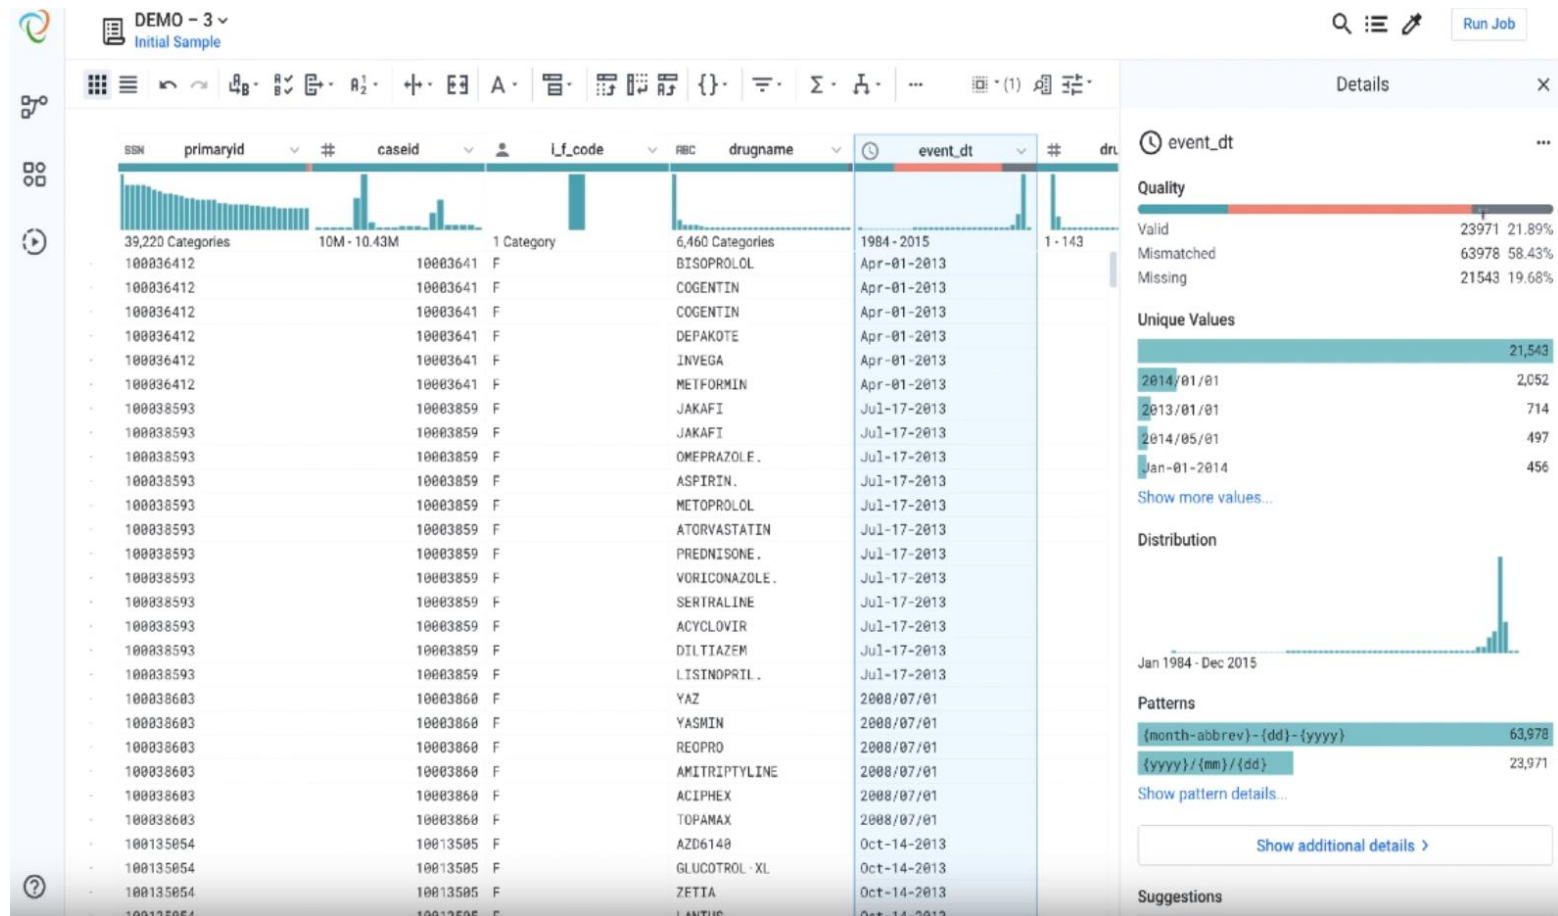 DEMO – 3
Initial Sample
Run Job
(1)
Details
SSN primaryid # caseid i_f_code ABC drugname event_dt # dru
39,220 Categories 10M - 10.43M 1 Category 6,460 Categories 1984 - 2015 1 - 143
100036412 10003641 F BISOPROLOL Apr-01-2013
100036412 10003641 F COGENTIN Apr-01-2013
100036412 10003641 F COGENTIN Apr-01-2013
100036412 10003641 F DEPAKOTE Apr-01-2013
100036412 10003641 F INVEGA Apr-01-2013
100036412 10003641 F METFORMIN Apr-01-2013
100038593 10003859 F JAKAFI Jul-17-2013
100038593 10003859 F JAKAFI Jul-17-2013
100038593 10003859 F OMEPRAZOLE. Jul-17-2013
100038593 10003859 F ASPIRIN. Jul-17-2013
100038593 10003859 F METOPROLOL Jul-17-2013
100038593 10003859 F ATORVASTATIN Jul-17-2013
100038593 10003859 F PREDNISONE. Jul-17-2013
100038593 10003859 F VORICONAZOLE. Jul-17-2013
100038593 10003859 F SERTRALINE Jul-17-2013
100038593 10003859 F ACYCLOVIR Jul-17-2013
100038593 10003859 F DILTIAZEM Jul-17-2013
100038593 10003859 F LISINOPRIL. Jul-17-2013
100038603 10003860 F YAZ 2008/07/01
100038603 10003860 F YASMIN 2008/07/01
100038603 10003860 F REOPRO 2008/07/01
100038603 10003860 F AMITRIPTYLINE 2008/07/01
100038603 10003860 F ACIPHEX 2008/07/01
100038603 10003860 F TOPAMAX 2008/07/01
100135054 10013505 F AZD6140 Oct-14-2013
100135054 10013505 F GLUCOTROL·XL Oct-14-2013
100135054 10013505 F ZETIA Oct-14-2013
100135054 10013505 F LANTUS Oct-14-2013
event_dt
Quality
Valid 23971 21.89%
Mismatched 63978 58.43%
Missing 21543 19.68%
Unique Values
21,543
2014/01/01 2,052
2013/01/01 714
2014/05/01 497
Jan-01-2014 456
Show more values...
Distribution
Jan 1984 - Dec 2015
Patterns
{month-abbrev}-{dd}-{yyyy} 63,978
{yyyy}/{mm}/{dd} 23,971
Show pattern details...
Show additional details >
Suggestions